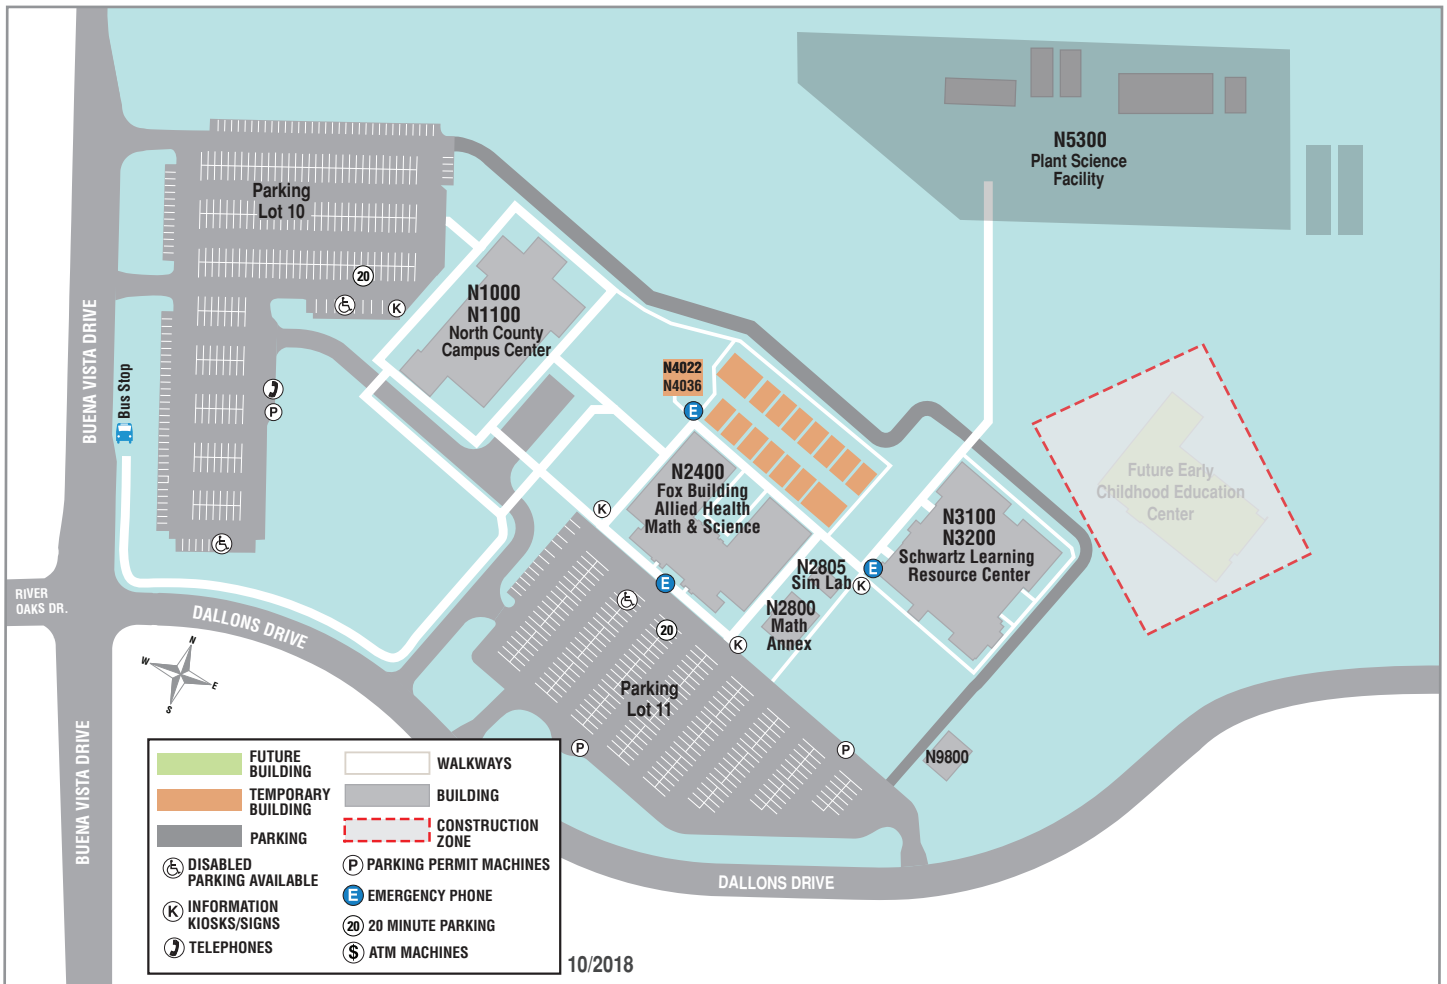 N5300
Plant Science
Facility
Parking
Lot 10
20
K
N1000
N1100
North County
Campus Center
BUENA VISTA DRIVE
Bus Stop
P
N4022
N4036
E
N2400
Fox Building
Allied Health
Math & Science
K
E
N3100
N3200
Schwartz Learning
Resource Center
Future Early
Childhood Education
Center
N2805
Sim Lab
E
K
N2800
Math
Annex
20
K
Parking
Lot 11
P
P
N9800
RIVER
OAKS DR.
DALLONS DRIVE
N
W
E
S
BUENA VISTA DRIVE
DALLONS DRIVE
FUTURE
BUILDING
TEMPORARY
BUILDING
PARKING
DISABLED
PARKING AVAILABLE
K INFORMATION
KIOSKS/SIGNS
TELEPHONES
WALKWAYS
BUILDING
CONSTRUCTION
ZONE
P PARKING PERMIT MACHINES
E EMERGENCY PHONE
20 20 MINUTE PARKING
$ ATM MACHINES
10/2018